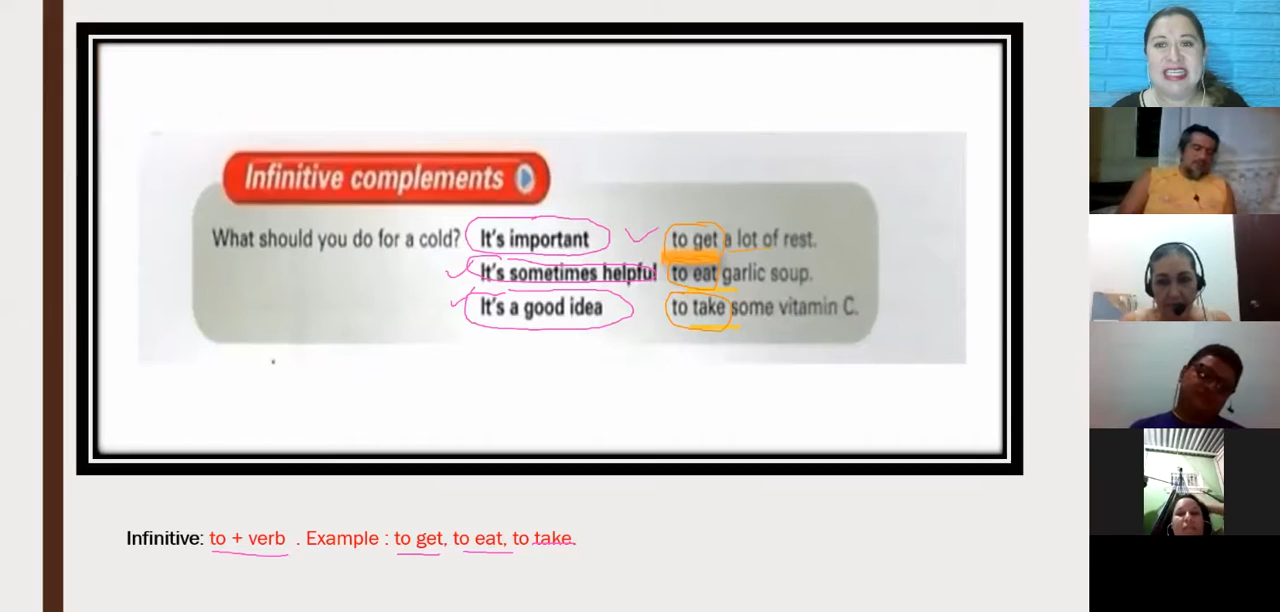 Infinitive complements
What should you do for a cold? It's important to get a lot of rest.
It's sometimes helpful to eat garlic soup.
It's a good idea to take some vitamin C.
Infinitive: to + verb . Example : to get, to eat, to take.